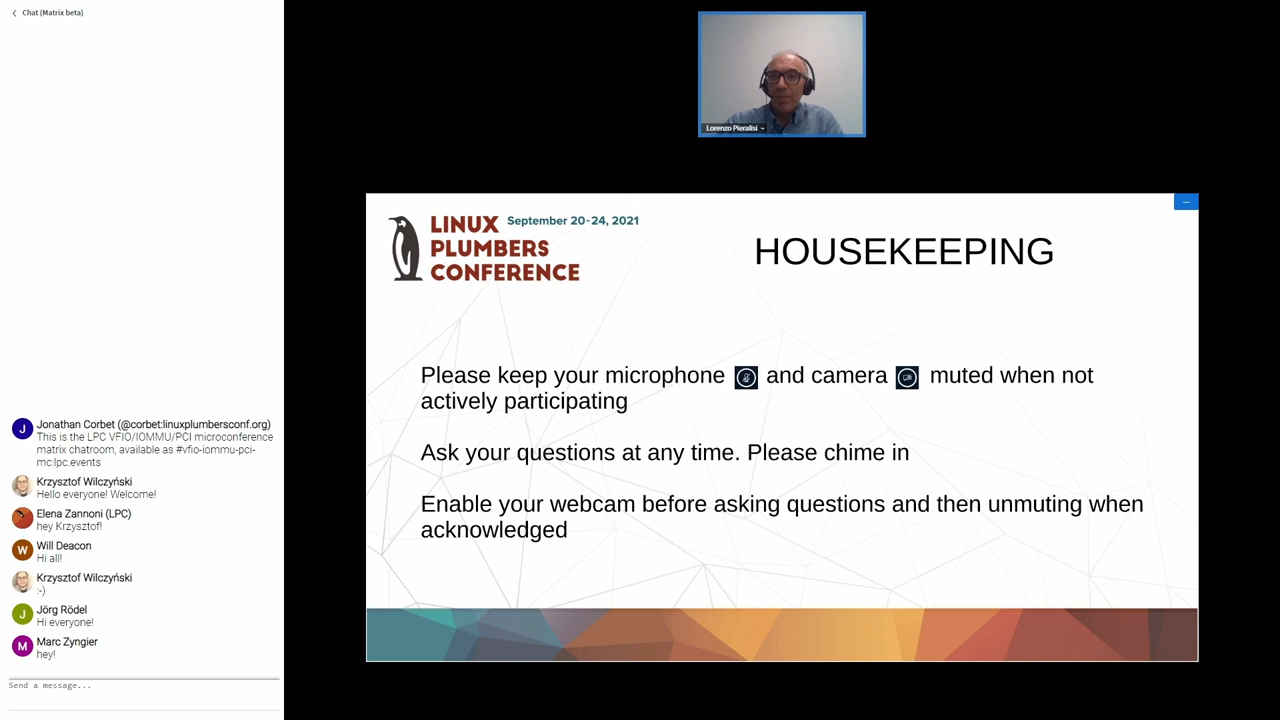 Chat (Matrix beta)
Jonathan Corbet (@corbet:linuxplumbersconf.org)
This is the LPC VFIO/IOMMU/PCI microconference
matrix chatroom, available as #vfio-iommu-pci-
mc:lpc.events
Krzysztof Wilczyński
Hello everyone! Welcome!
Elena Zannoni (LPC)
hey Krzysztof!
W
Will Deacon
Hi all!
Krzysztof Wilczyński
:-)
J
Jörg Rödel
Hi everyone!
M
Marc Zyngier
hey!
J
Send a message...
Lorenzo Pieralisi
LINUX
September 20-24, 2021
PLUMBERS
CONFERENCE
HOUSEKEEPING
Please keep your microphone and camera muted when not
actively participating
Ask your questions at any time. Please chime in
Enable your webcam before asking questions and then unmuting when
acknowledged